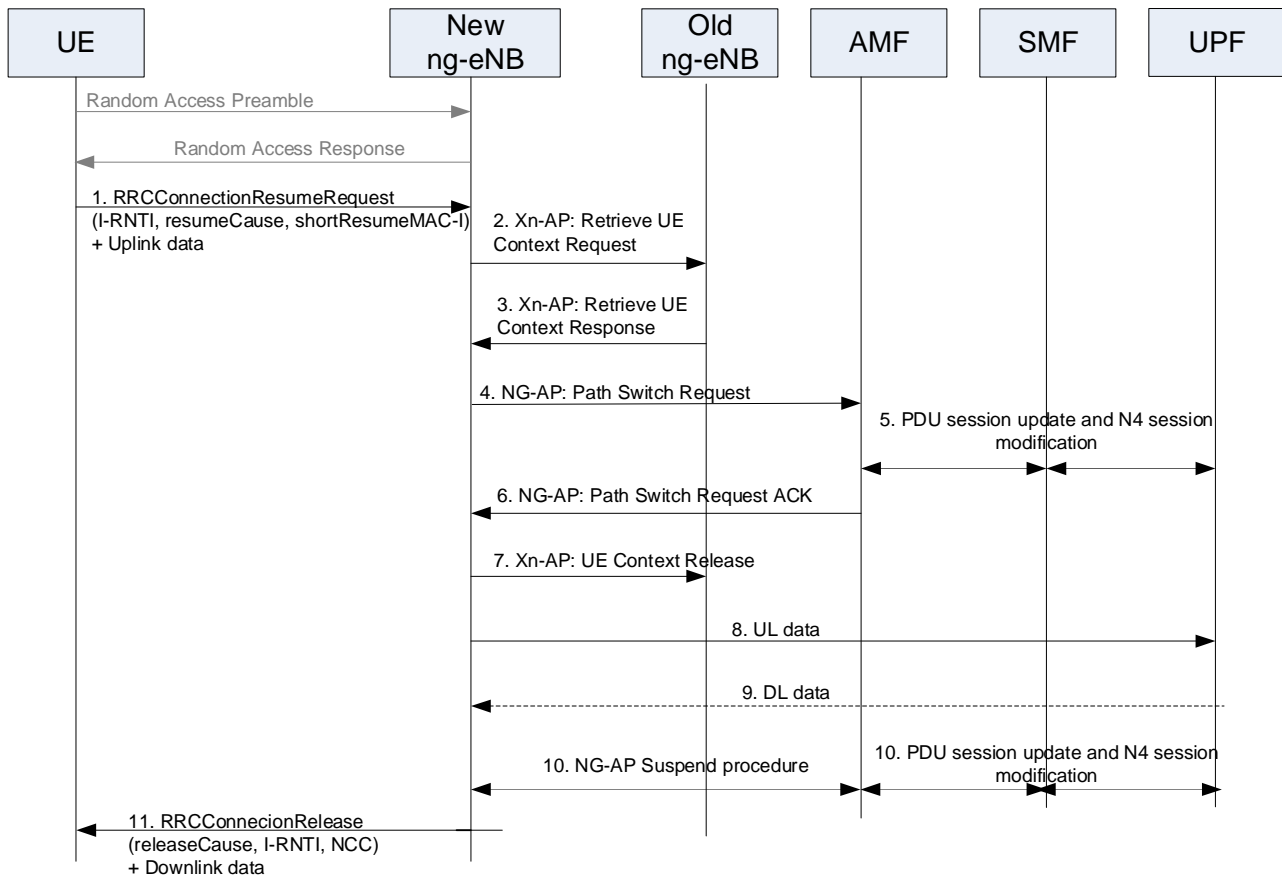 UE
New
ng-eNB
Old
ng-eNB
AMF
SMF
UPF
Random Access Preamble
Random Access Response
1. RRCConnectionResumeRequest
(I-RNTI, resumeCause, shortResumeMAC-I)
+ Uplink data
2. Xn-AP: Retrieve UE
Context Request
3. Xn-AP: Retrieve UE
Context Response
4. NG-AP: Path Switch Request
5. PDU session update and N4 session
modification
6. NG-AP: Path Switch Request ACK
7. Xn-AP: UE Context Release
8. UL data
9. DL data
10. NG-AP Suspend procedure
10. PDU session update and N4 session
modification
11. RRCConnecionRelease
(releaseCause, I-RNTI, NCC)
+ Downlink data